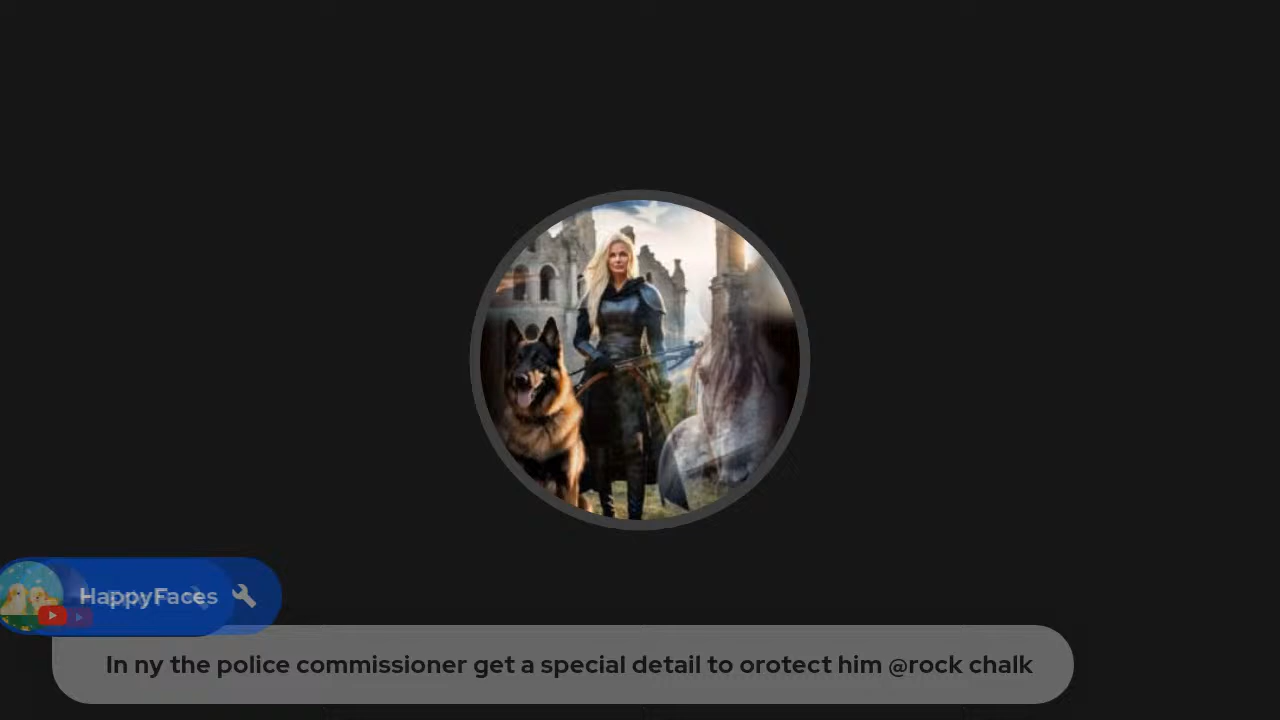 HappyFaces
In ny the police commissioner get a special detail to orotect him @rock chalk